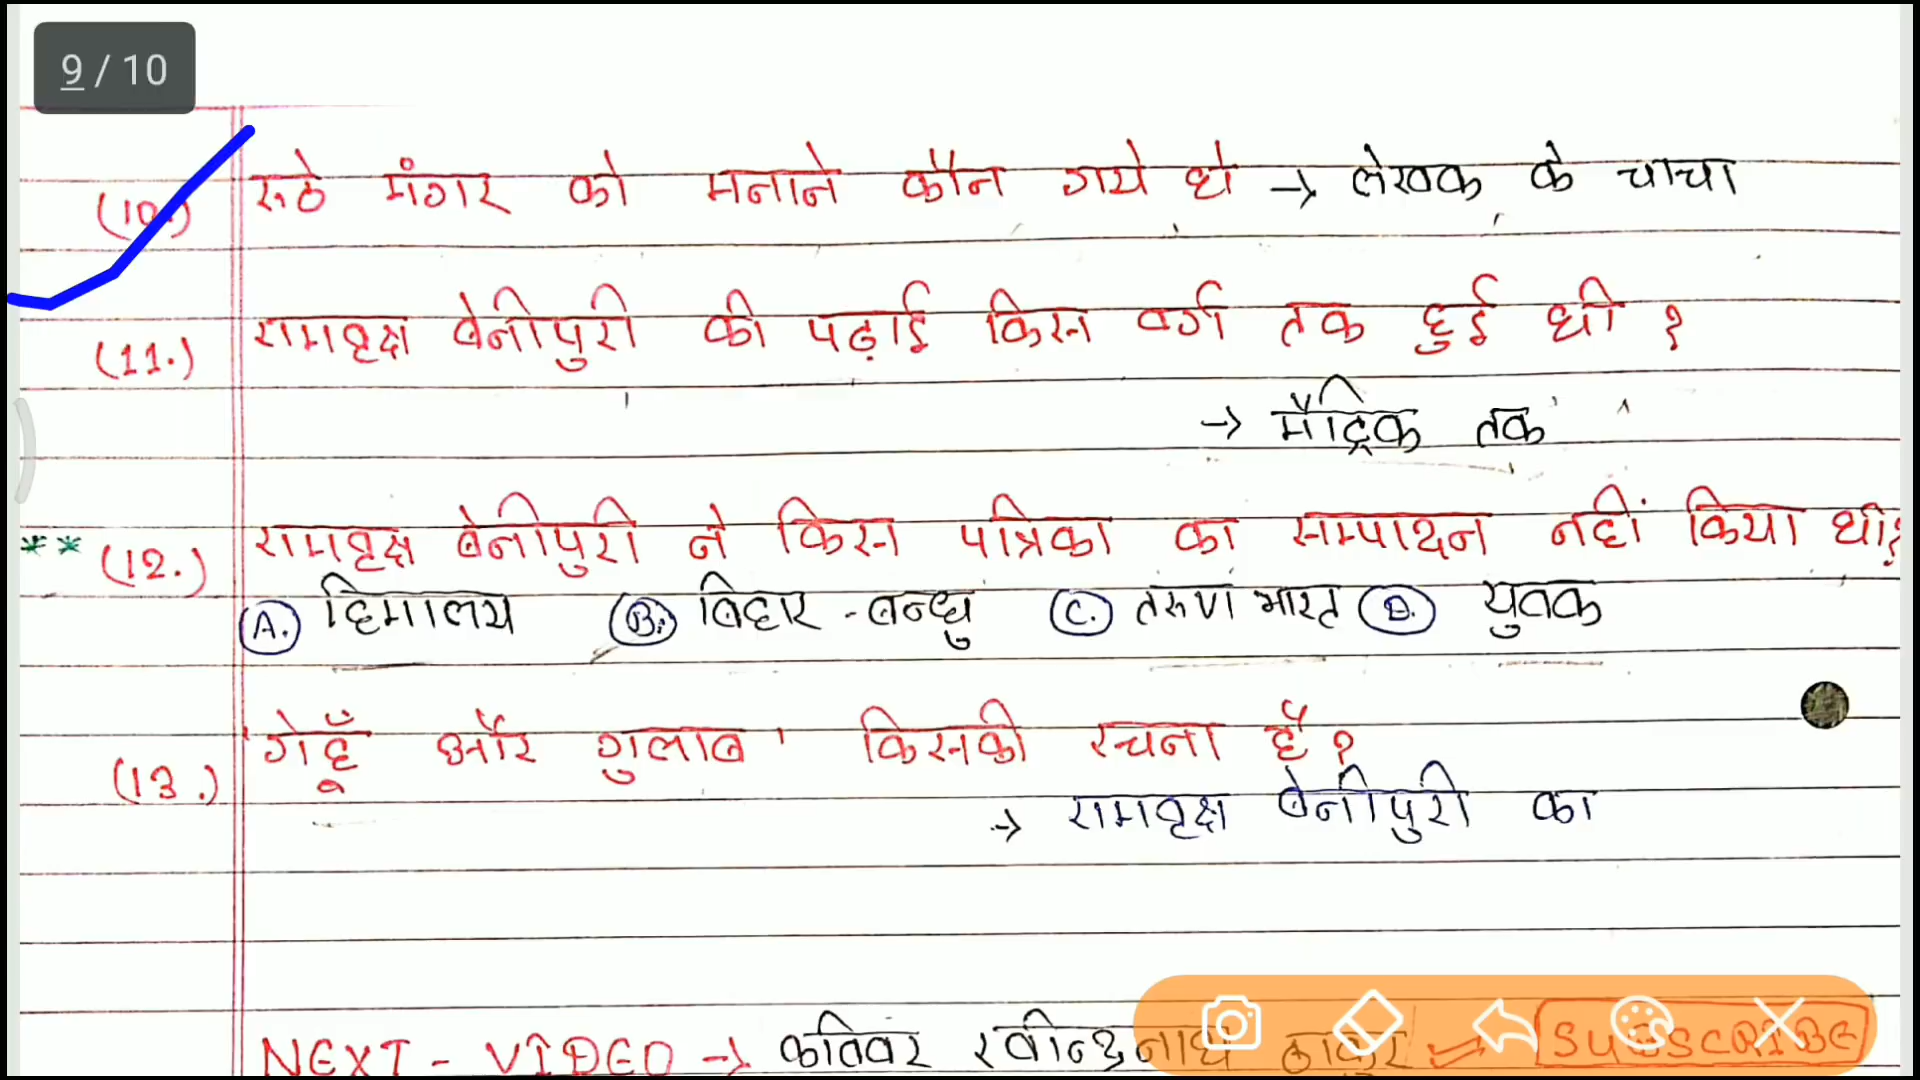 9 / 10
(10.) रूठे मंगर को मनाने कौन गये थे → लेखक के चाचा
(11.) रामवृक्ष बेनीपुरी की पढ़ाई किस वर्ग तक हुई थी ?
→ मैट्रिक तक
** (12.) रामवृक्ष बेनीपुरी ने किस पत्रिका का सम्पादन नहीं किया था?
(A.) हिमालय (B.) बिहार - बन्धु (C.) तरुण भारत (D.) युवक
(13.) 'गेहूँ और गुलाब' किसकी रचना है ?
→ रामवृक्ष बेनीपुरी का
NEXT - VIDEO → कविवर रवीन्द्रनाथ ठाकुर SUBSCRIBE